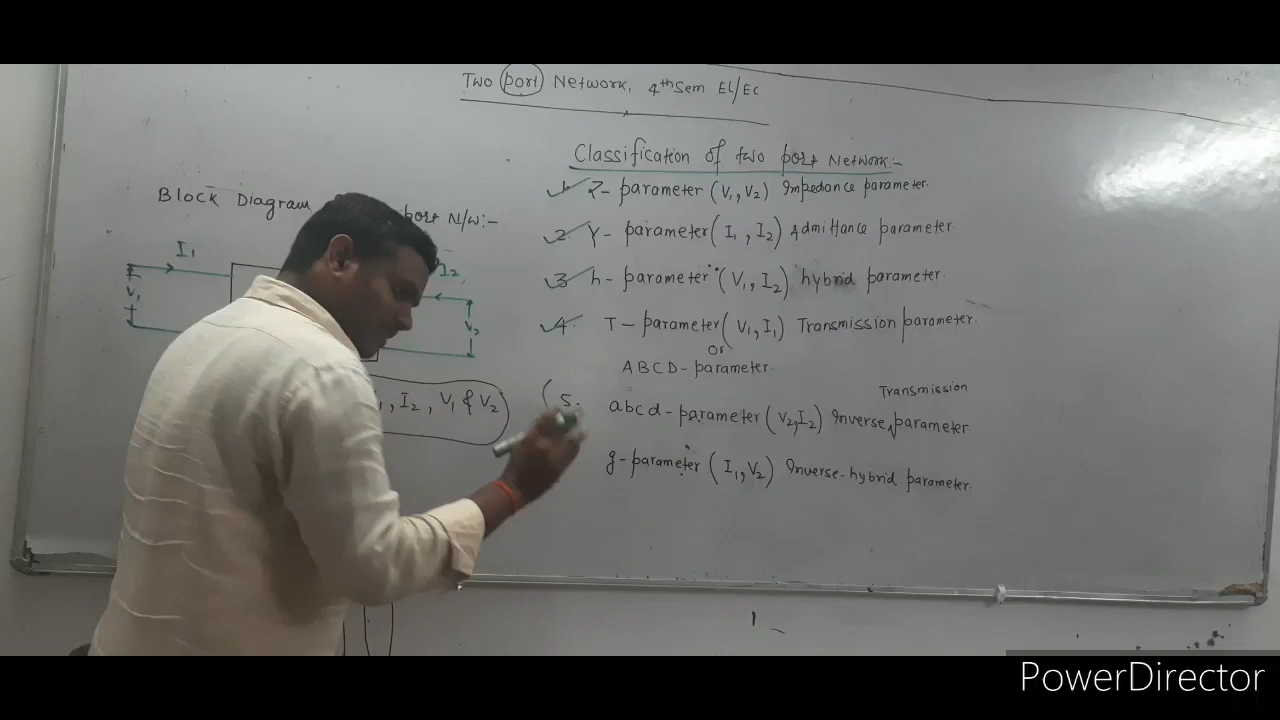 Two port Network, 4th Sem EL/EC
Classification of two port Network:-
1. Z-parameter (V1, V2) Impedance parameter.
2. Y-parameter (I1, I2) Admittance parameter
3. h-parameter (V1, I2) hybrid parameter.
4. T-parameter (V1, I1) Transmission parameter.
Or
ABCD-parameter.
Transmission
5. abcd-parameter (V2, I2) Inverse parameter
g-parameter (I1, V2) Inverse-hybrid parameter.
Block Diagram port N/W:-
I1
I2
V1
V2
I2, V1 & V2
PowerDirector